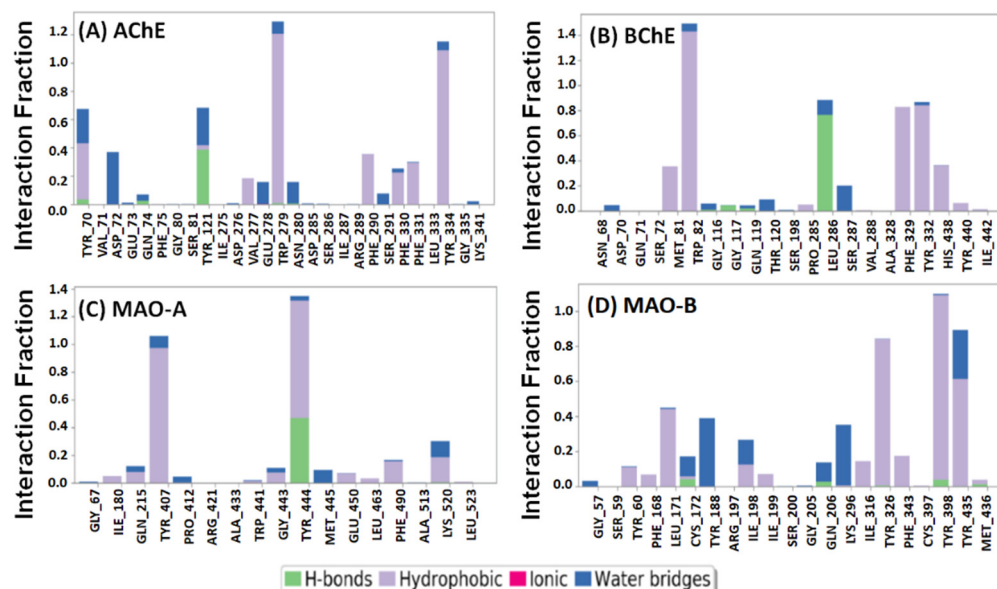 Interaction Fraction
(A) AChE
1.2
1.0
0.8
0.6
0.4
0.2
0.0
TYR_70
VAL_71
ASP_72
GLU_73
GLN_74
PHE_75
GLY_80
SER_81
TYR_121
ILE_275
ASP_276
VAL_277
GLU_278
TRP_279
ASN_280
ASP_285
SER_286
ILE_287
ARG_289
PHE_290
SER_291
PHE_330
PHE_331
LEU_333
TYR_334
GLY_335
LYS_341
Interaction Fraction
(B) BChE
1.4
1.2
1.0
0.8
0.6
0.4
0.2
0.0
ASN_68
ASP_70
GLN_71
SER_72
MET_81
TRP_82
GLY_116
GLY_117
GLN_119
THR_120
SER_198
PRO_285
LEU_286
SER_287
VAL_288
ALA_328
PHE_329
TYR_332
HIS_438
TYR_440
ILE_442
Interaction Fraction
(C) MAO-A
1.4
1.2
1.0
0.8
0.6
0.4
0.2
0.0
GLY_67
ILE_180
GLN_215
TYR_407
PRO_412
ARG_421
ALA_433
TRP_441
GLY_443
TYR_444
MET_445
GLU_450
LEU_463
PHE_490
ALA_513
LYS_520
LEU_523
Interaction Fraction
(D) MAO-B
1.0
0.8
0.6
0.4
0.2
0.0
GLY_57
SER_59
TYR_60
PHE_168
LEU_171
CYS_172
TYR_188
ARG_197
ILE_198
ILE_199
SER_200
GLY_205
GLN_206
LYS_296
ILE_316
TYR_326
PHE_343
CYS_397
TYR_398
TYR_435
MET_436
H-bonds Hydrophobic Ionic Water bridges